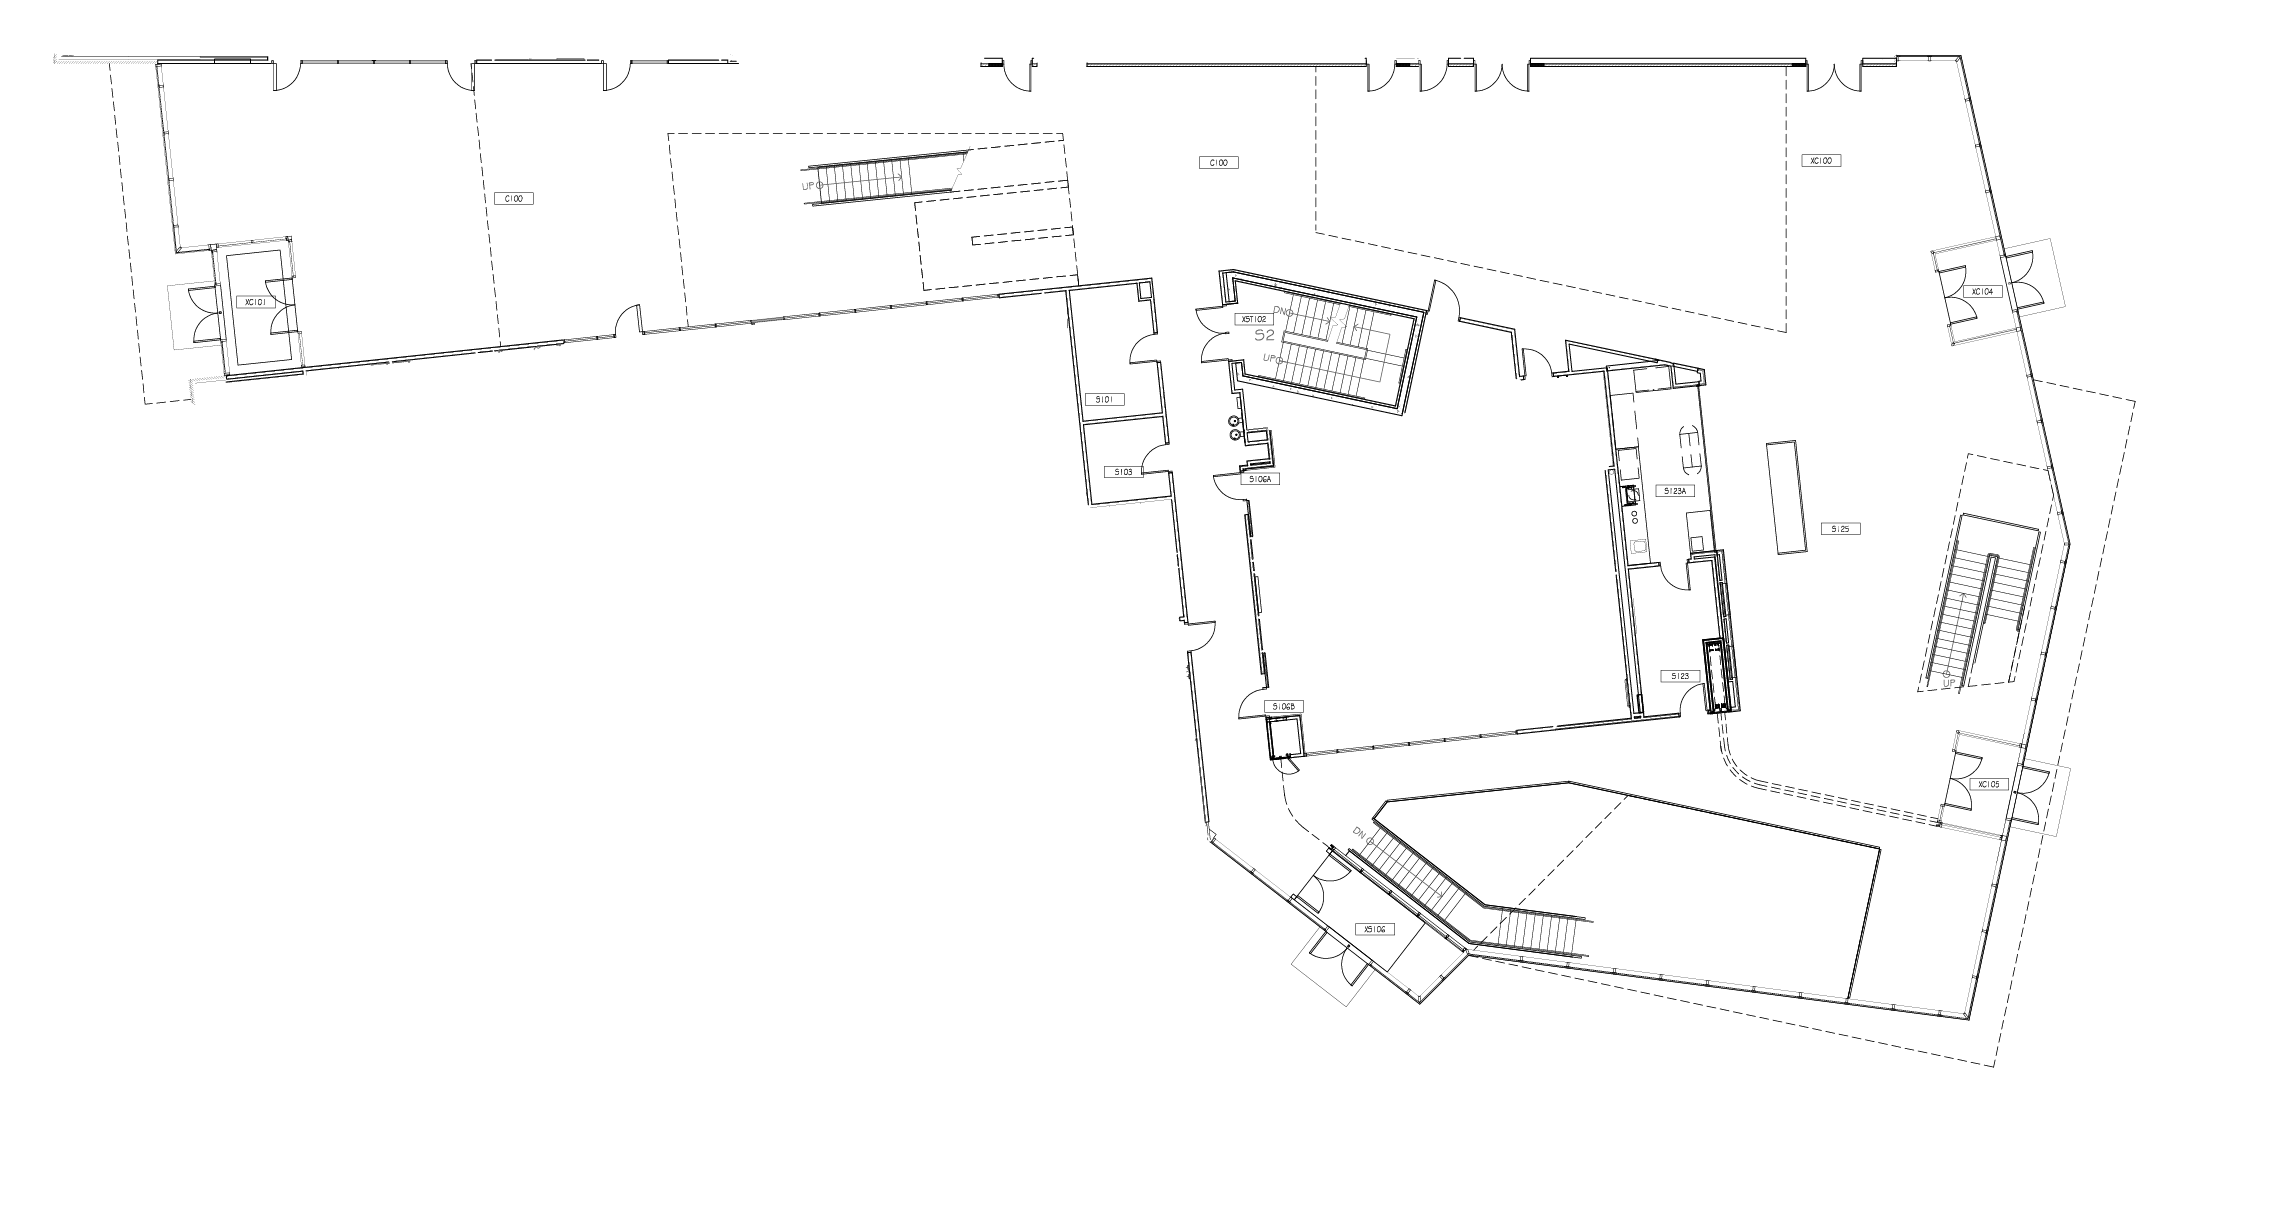 XC100
C100
UP
C100
XC104
XC101
DN
XST102
S2
UP
S101
S103
S106A
S123A
S125
S123
UP
S106B
XC105
DN
XS106